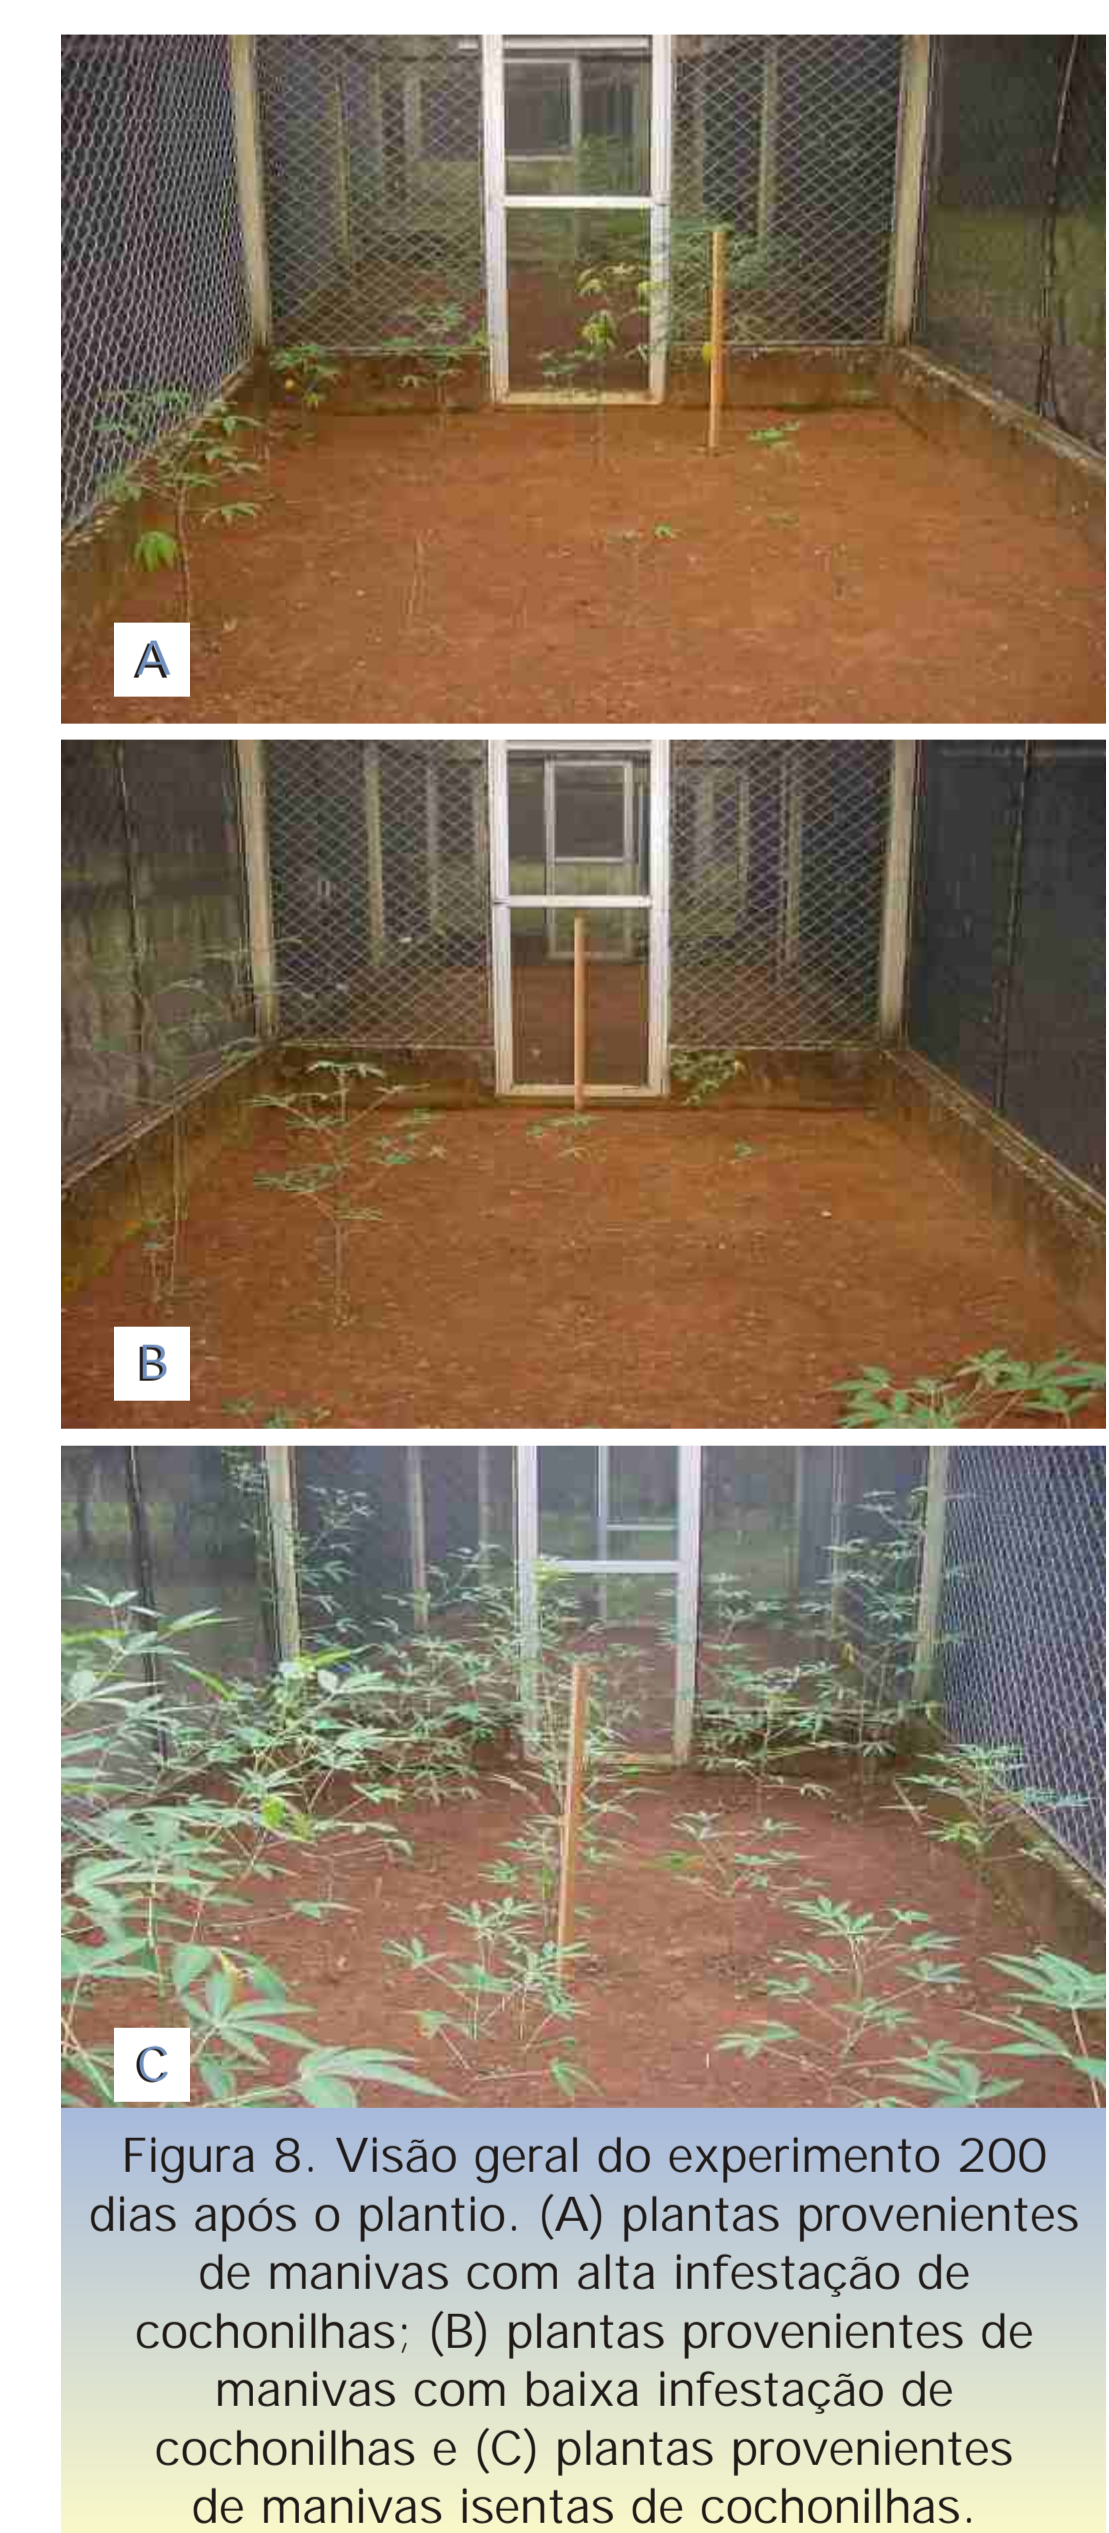 A
B
C
Figura 8. Visão geral do experimento 200
dias após o plantio. (A) plantas provenientes
de manivas com alta infestação de
cochonilhas; (B) plantas provenientes de
manivas com baixa infestação de
cochonilhas e (C) plantas provenientes
de manivas isentas de cochonilhas.